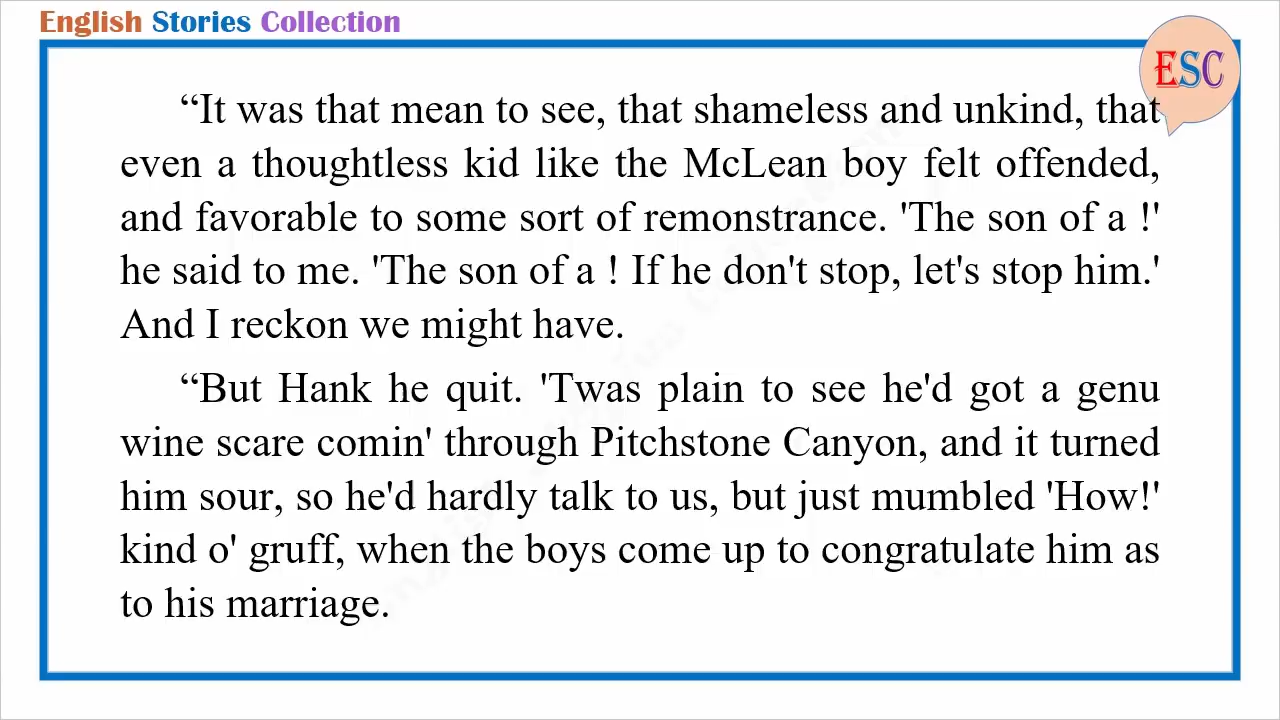 English Stories Collection
ESC
“It was that mean to see, that shameless and unkind, that
even a thoughtless kid like the McLean boy felt offended,
and favorable to some sort of remonstrance. 'The son of a !'
he said to me. 'The son of a ! If he don't stop, let's stop him.'
And I reckon we might have.
“But Hank he quit. 'Twas plain to see he'd got a genu
wine scare comin' through Pitchstone Canyon, and it turned
him sour, so he'd hardly talk to us, but just mumbled 'How!'
kind o' gruff, when the boys come up to congratulate him as
to his marriage.